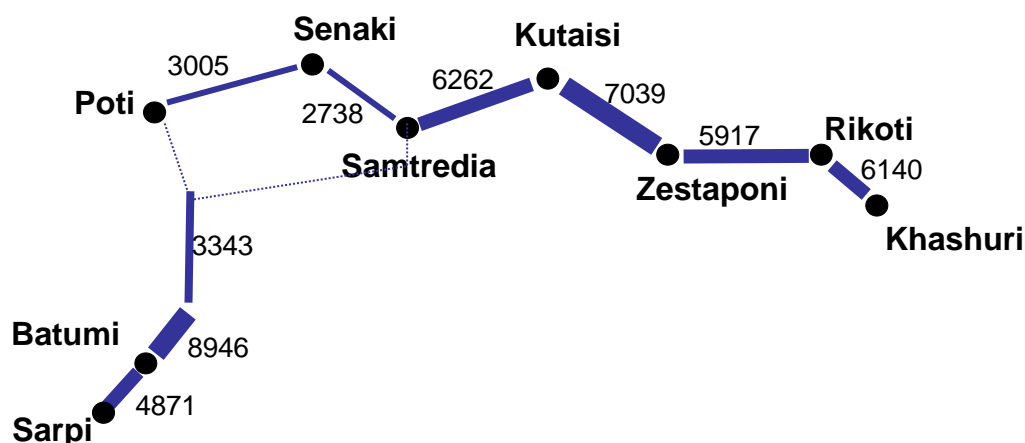 Senaki
Kutaisi
3005
6262
7039
Poti
2738
5917
Rikoti
Samtredia
6140
Zestaponi
Khashuri
3343
Batumi
8946
4871
Sarpi